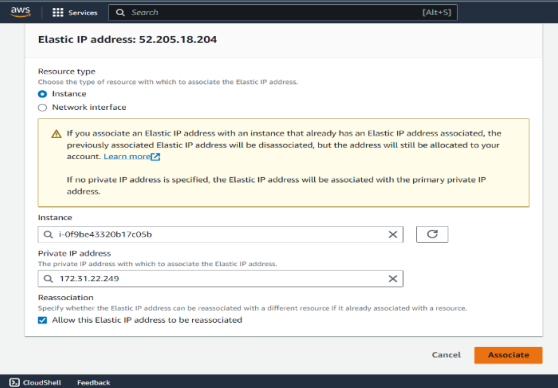 aws
Services
Search
[Alt+S]
Elastic IP address: 52.205.18.204
Resource type
Choose the type of resource with which to associate the Elastic IP address.
Instance
Network interface
If you associate an Elastic IP address with an instance that already has an Elastic IP address associated, the
previously associated Elastic IP address will be disassociated, but the address will still be allocated to your
account. Learn more
If no private IP address is specified, the Elastic IP address will be associated with the primary private IP
address.
Instance
i-0f9be43320b17c05b
Private IP address
The private IP address with which to associate the Elastic IP address.
172.31.22.249
Reassociation
Specify whether the Elastic IP address can be reassociated with a different resource if it already associated with a resource.
Allow this Elastic IP address to be reassociated
Cancel
Associate
CloudShell
Feedback